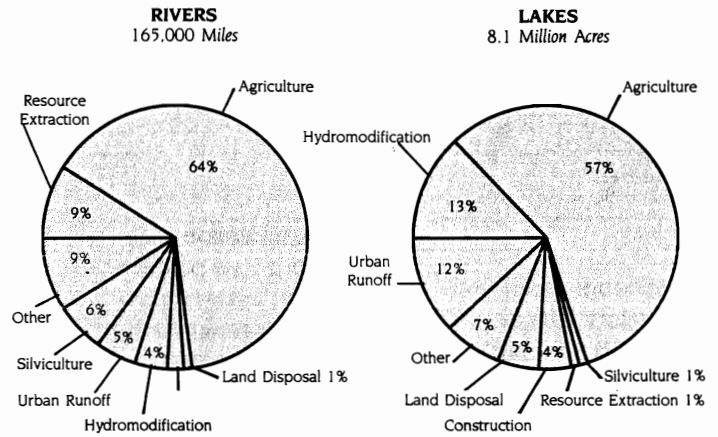 RIVERS
165,000 Miles
Agriculture
Resource
Extraction
64%
9%
9%
Other
6%
Silviculture
5%
Urban Runoff
4%
Hydromodification
Land Disposal 1%
LAKES
8.1 Million Acres
Agriculture
Hydromodification
57%
13%
Urban
Runoff
12%
7%
Other
5%
Land Disposal
4%
Construction
Silviculture 1%
Resource Extraction 1%